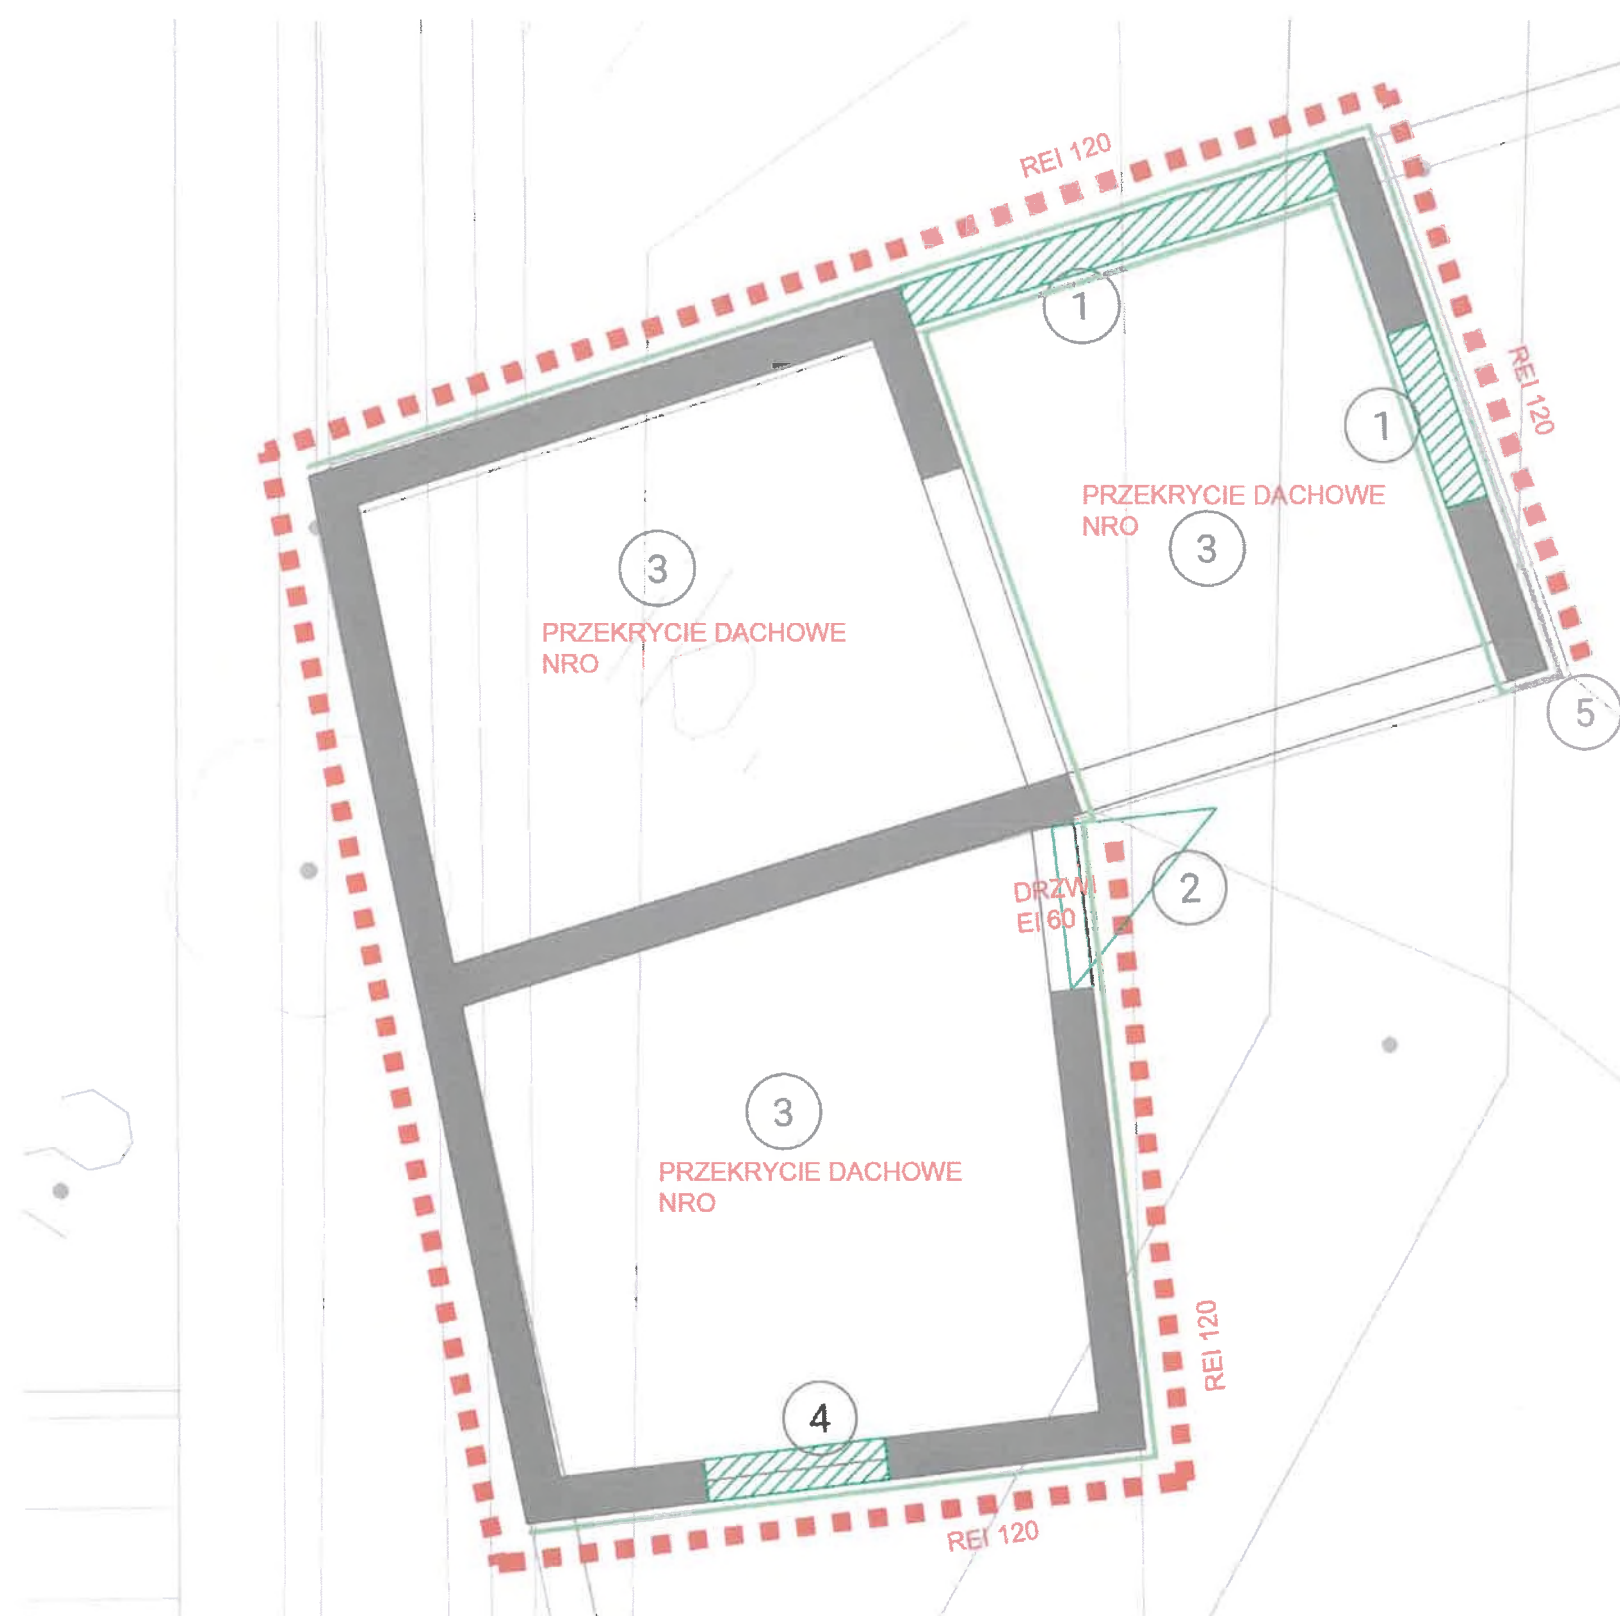 REI 120
1
REI 120
1
PRZEKRYCIE DACHOWE
NRO
3
3
PRZEKRYCIE DACHOWE
NRO
5
DRZWI
EI 60
2
3
PRZEKRYCIE DACHOWE
NRO
REI 120
4
REI 120